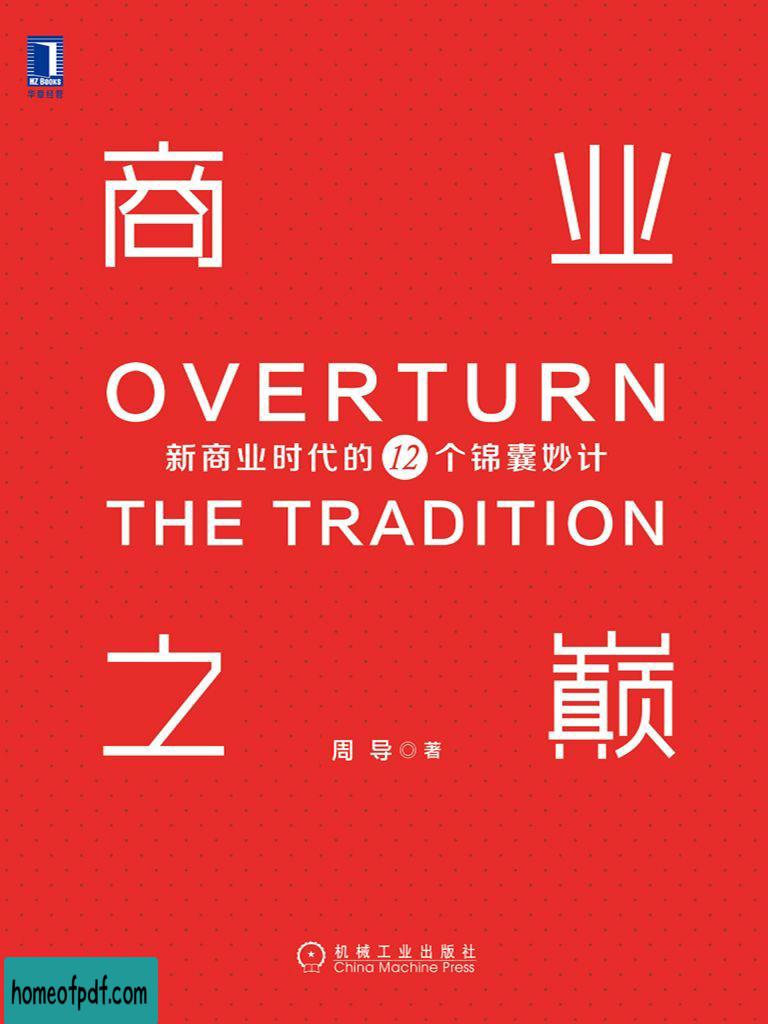 HZ BOOKS
华章经管
商业
OVERTURN
新商业时代的12个锦囊妙计
THE TRADITION
之巅
周导◎著
机械工业出版社
China Machine Press
homeofpdf.com